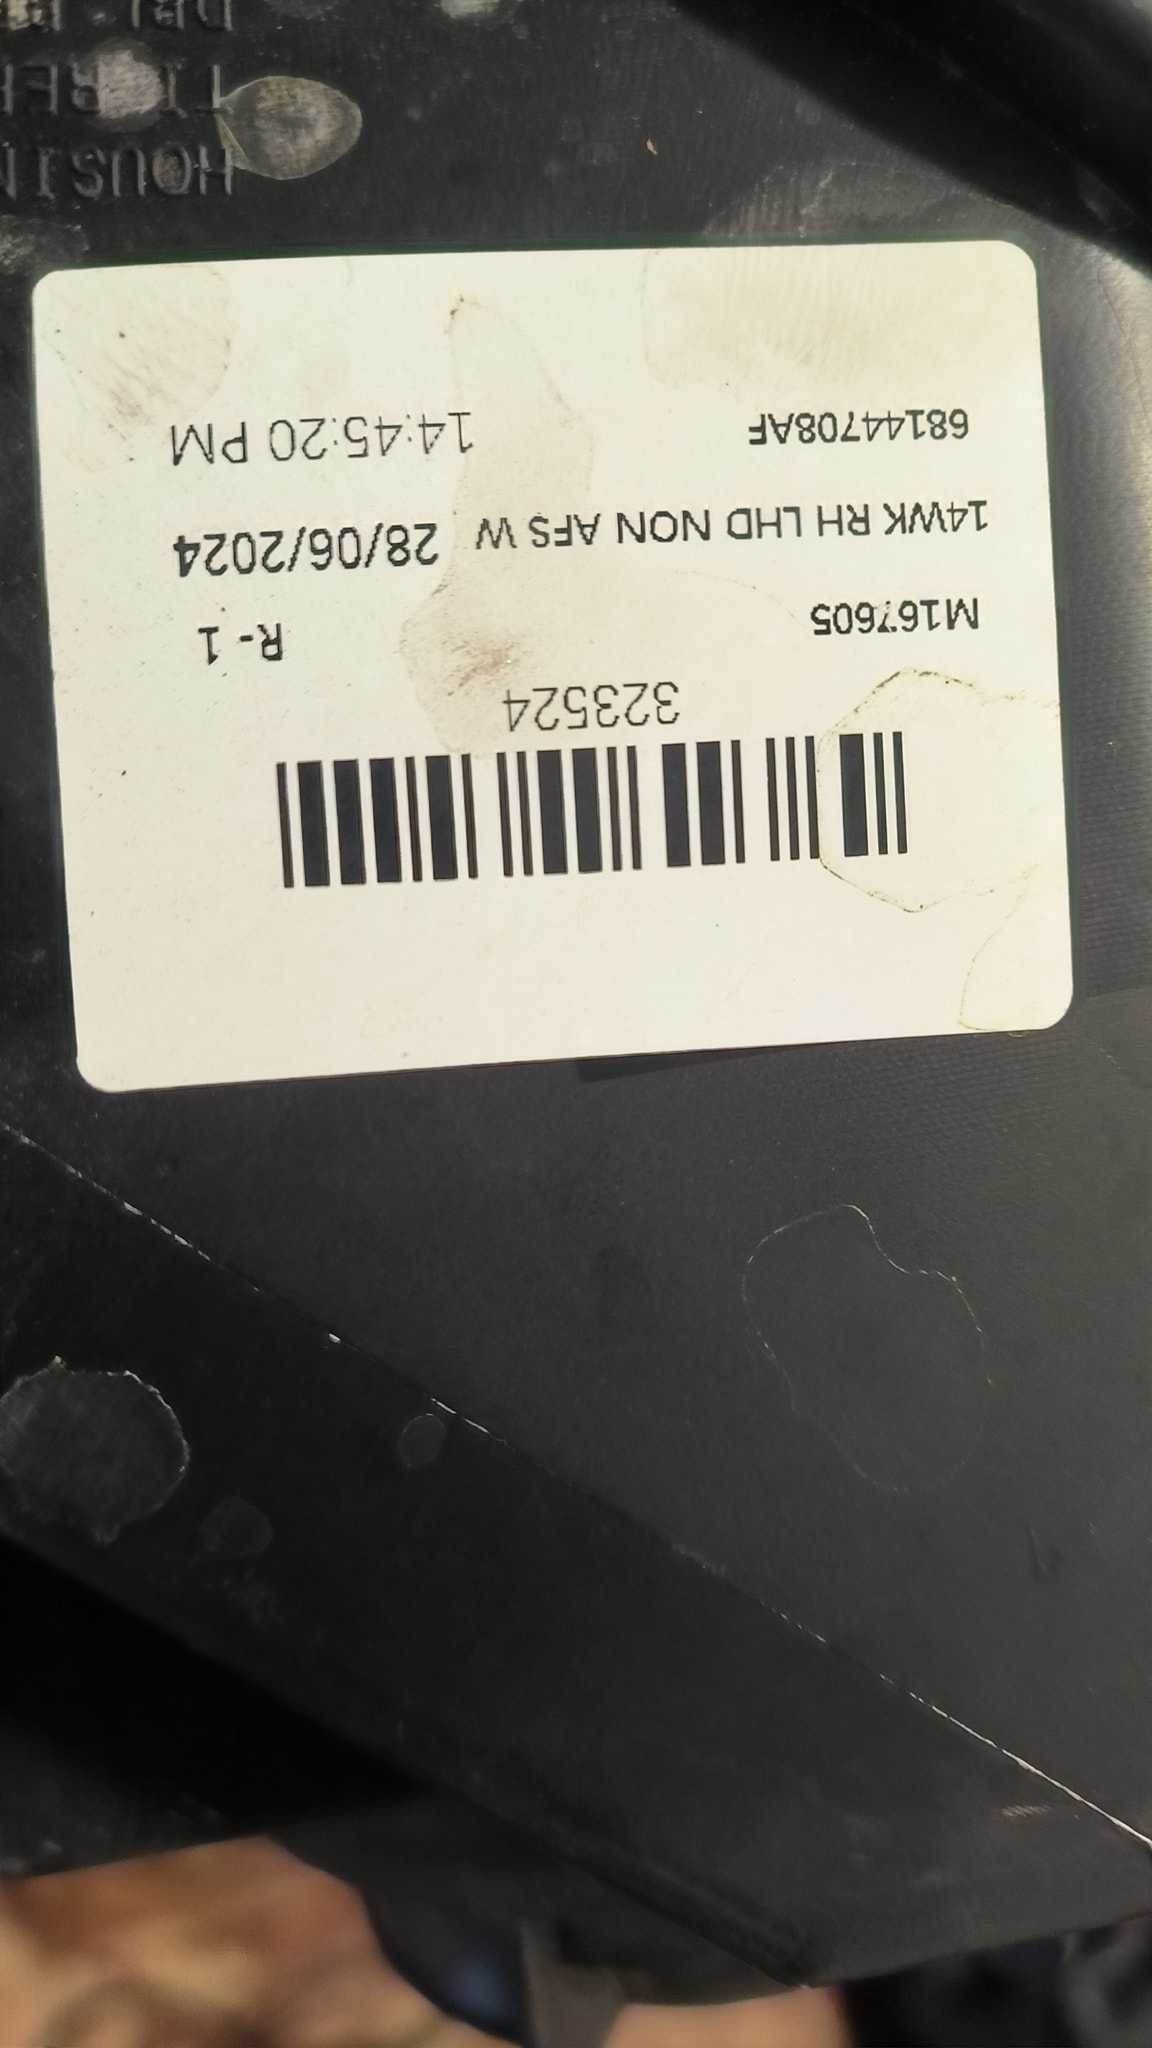 323524
M167605 R- 1
14WK RH LHD NON AFS W 28/06/2024
68144708AF 14:45:20 PM
HOUSIN